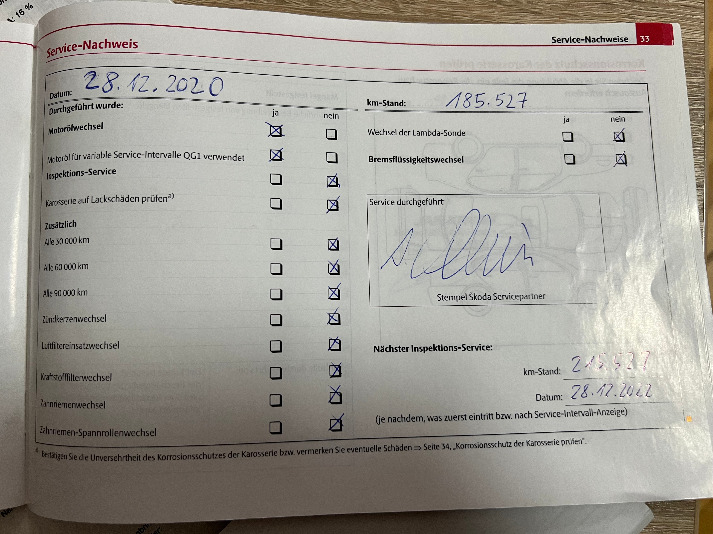 Service-Nachweis
Service-Nachweise 33
Datum: 28.12.2020
km-Stand: 185.527
Durchgeführt wurde:
ja nein
Motorölwechsel
Motoröl für variable Service-Intervalle QG1 verwendet
Inspektions-Service
Karosserie auf Lackschäden prüfen a)
Zusätzlich
Alle 30 000 km
Alle 60 000 km
Alle 90 000 km
Zündkerzenwechsel
Luftfiltereinsatzwechsel
Kraftstofffilterwechsel
Zahnriemenwechsel
Zahnriemen-Spannrollenwechsel
ja nein
Wechsel der Lambda-Sonde
Bremsflüssigkeitswechsel
Service durchgeführt
Stempel Škoda Servicepartner
Nächster Inspektions-Service:
km-Stand: 215.527
Datum: 28.12.2022
(je nachdem, was zuerst eintritt bzw. nach Service-Intervall-Anzeige)
a) Bestätigen Sie die Unversehrtheit des Korrosionsschutzes der Karosserie bzw. vermerken Sie eventuelle Schäden ⇒ Seite 34, „Korrosionsschutz der Karosserie prüfen".